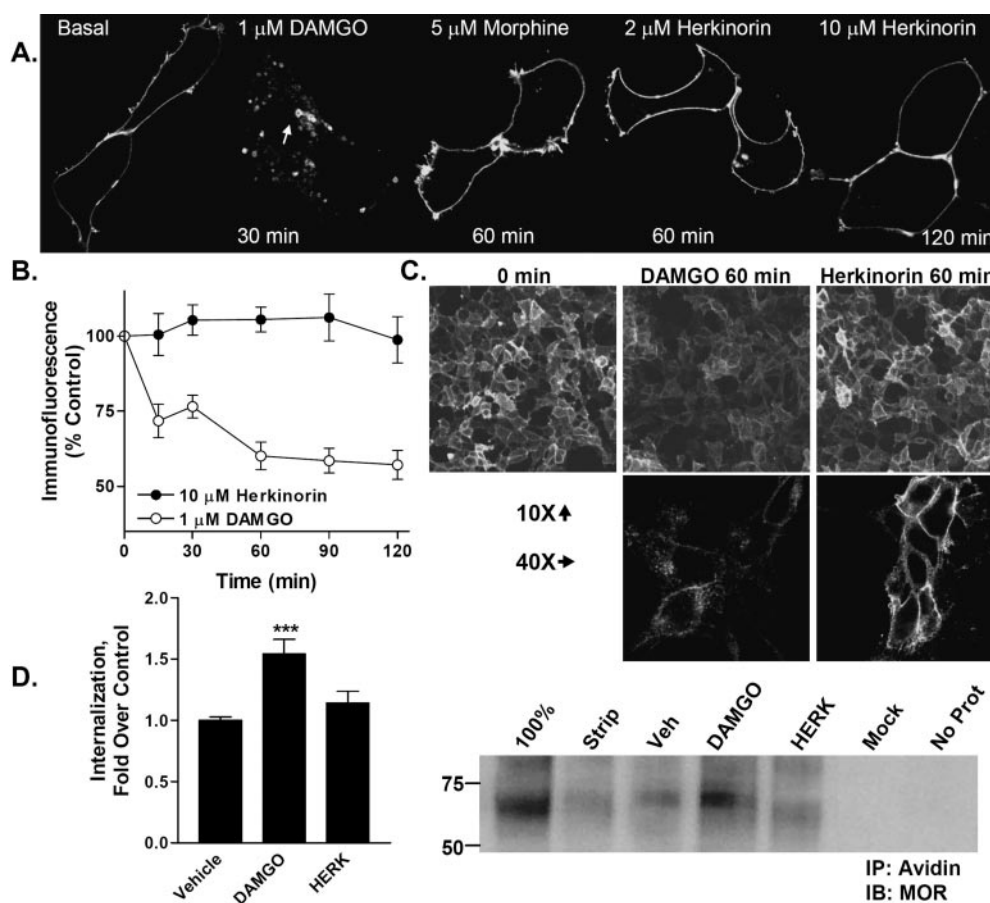 A.
Basal
1 µM DAMGO
5 µM Morphine
2 µM Herkinorin
10 µM Herkinorin
30 min
60 min
60 min
120 min
B.
Immunofluorescence
(% Control)
100
75
50
10 µM Herkinorin
1 µM DAMGO
0
30
60
90
120
Time (min)
C.
0 min
DAMGO 60 min
Herkinorin 60 min
10X
40X
D.
Internalization,
Fold Over Control
2.0
1.5
1.0
0.5
0.0
***
Vehicle
DAMGO
HERK
100%
Strip
Veh
DAMGO
HERK
Mock
No Prot
75
50
IP: Avidin
IB: MOR